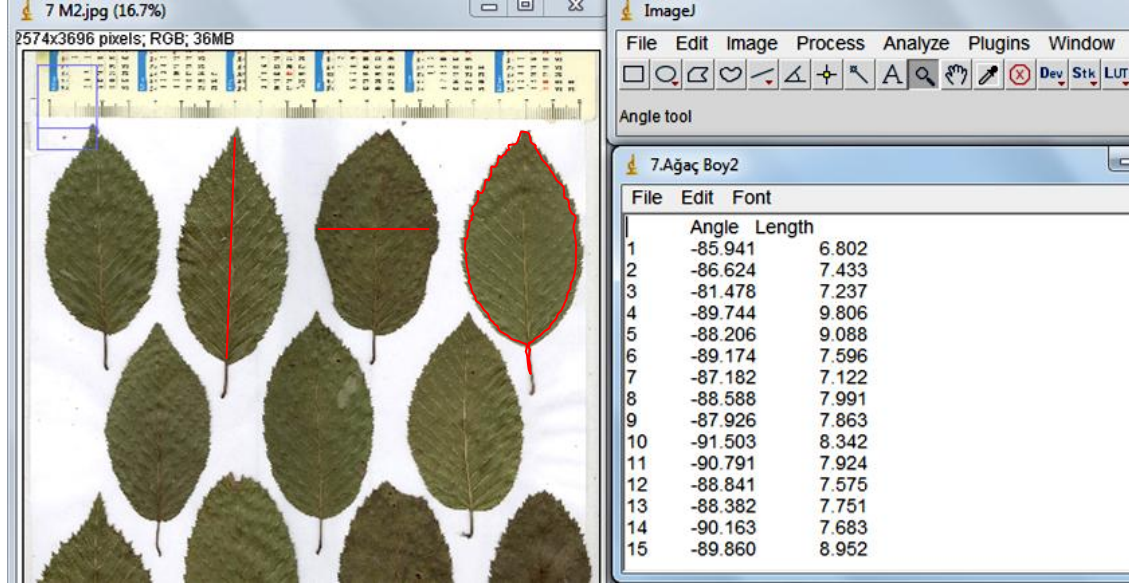 7 M2.jpg (16.7%)
2574x3696 pixels; RGB; 36MB
ImageJ
File Edit Image Process Analyze Plugins Window
A Dev Stk LUT
Angle tool
7.Ağaç Boy2
File Edit Font
Angle Length
1 -85.941 6.802
2 -86.624 7.433
3 -81.478 7.237
4 -89.744 9.806
5 -88.206 9.088
6 -89.174 7.596
7 -87.182 7.122
8 -88.588 7.991
9 -87.926 7.863
10 -91.503 8.342
11 -90.791 7.924
12 -88.841 7.575
13 -88.382 7.751
14 -90.163 7.683
15 -89.860 8.952